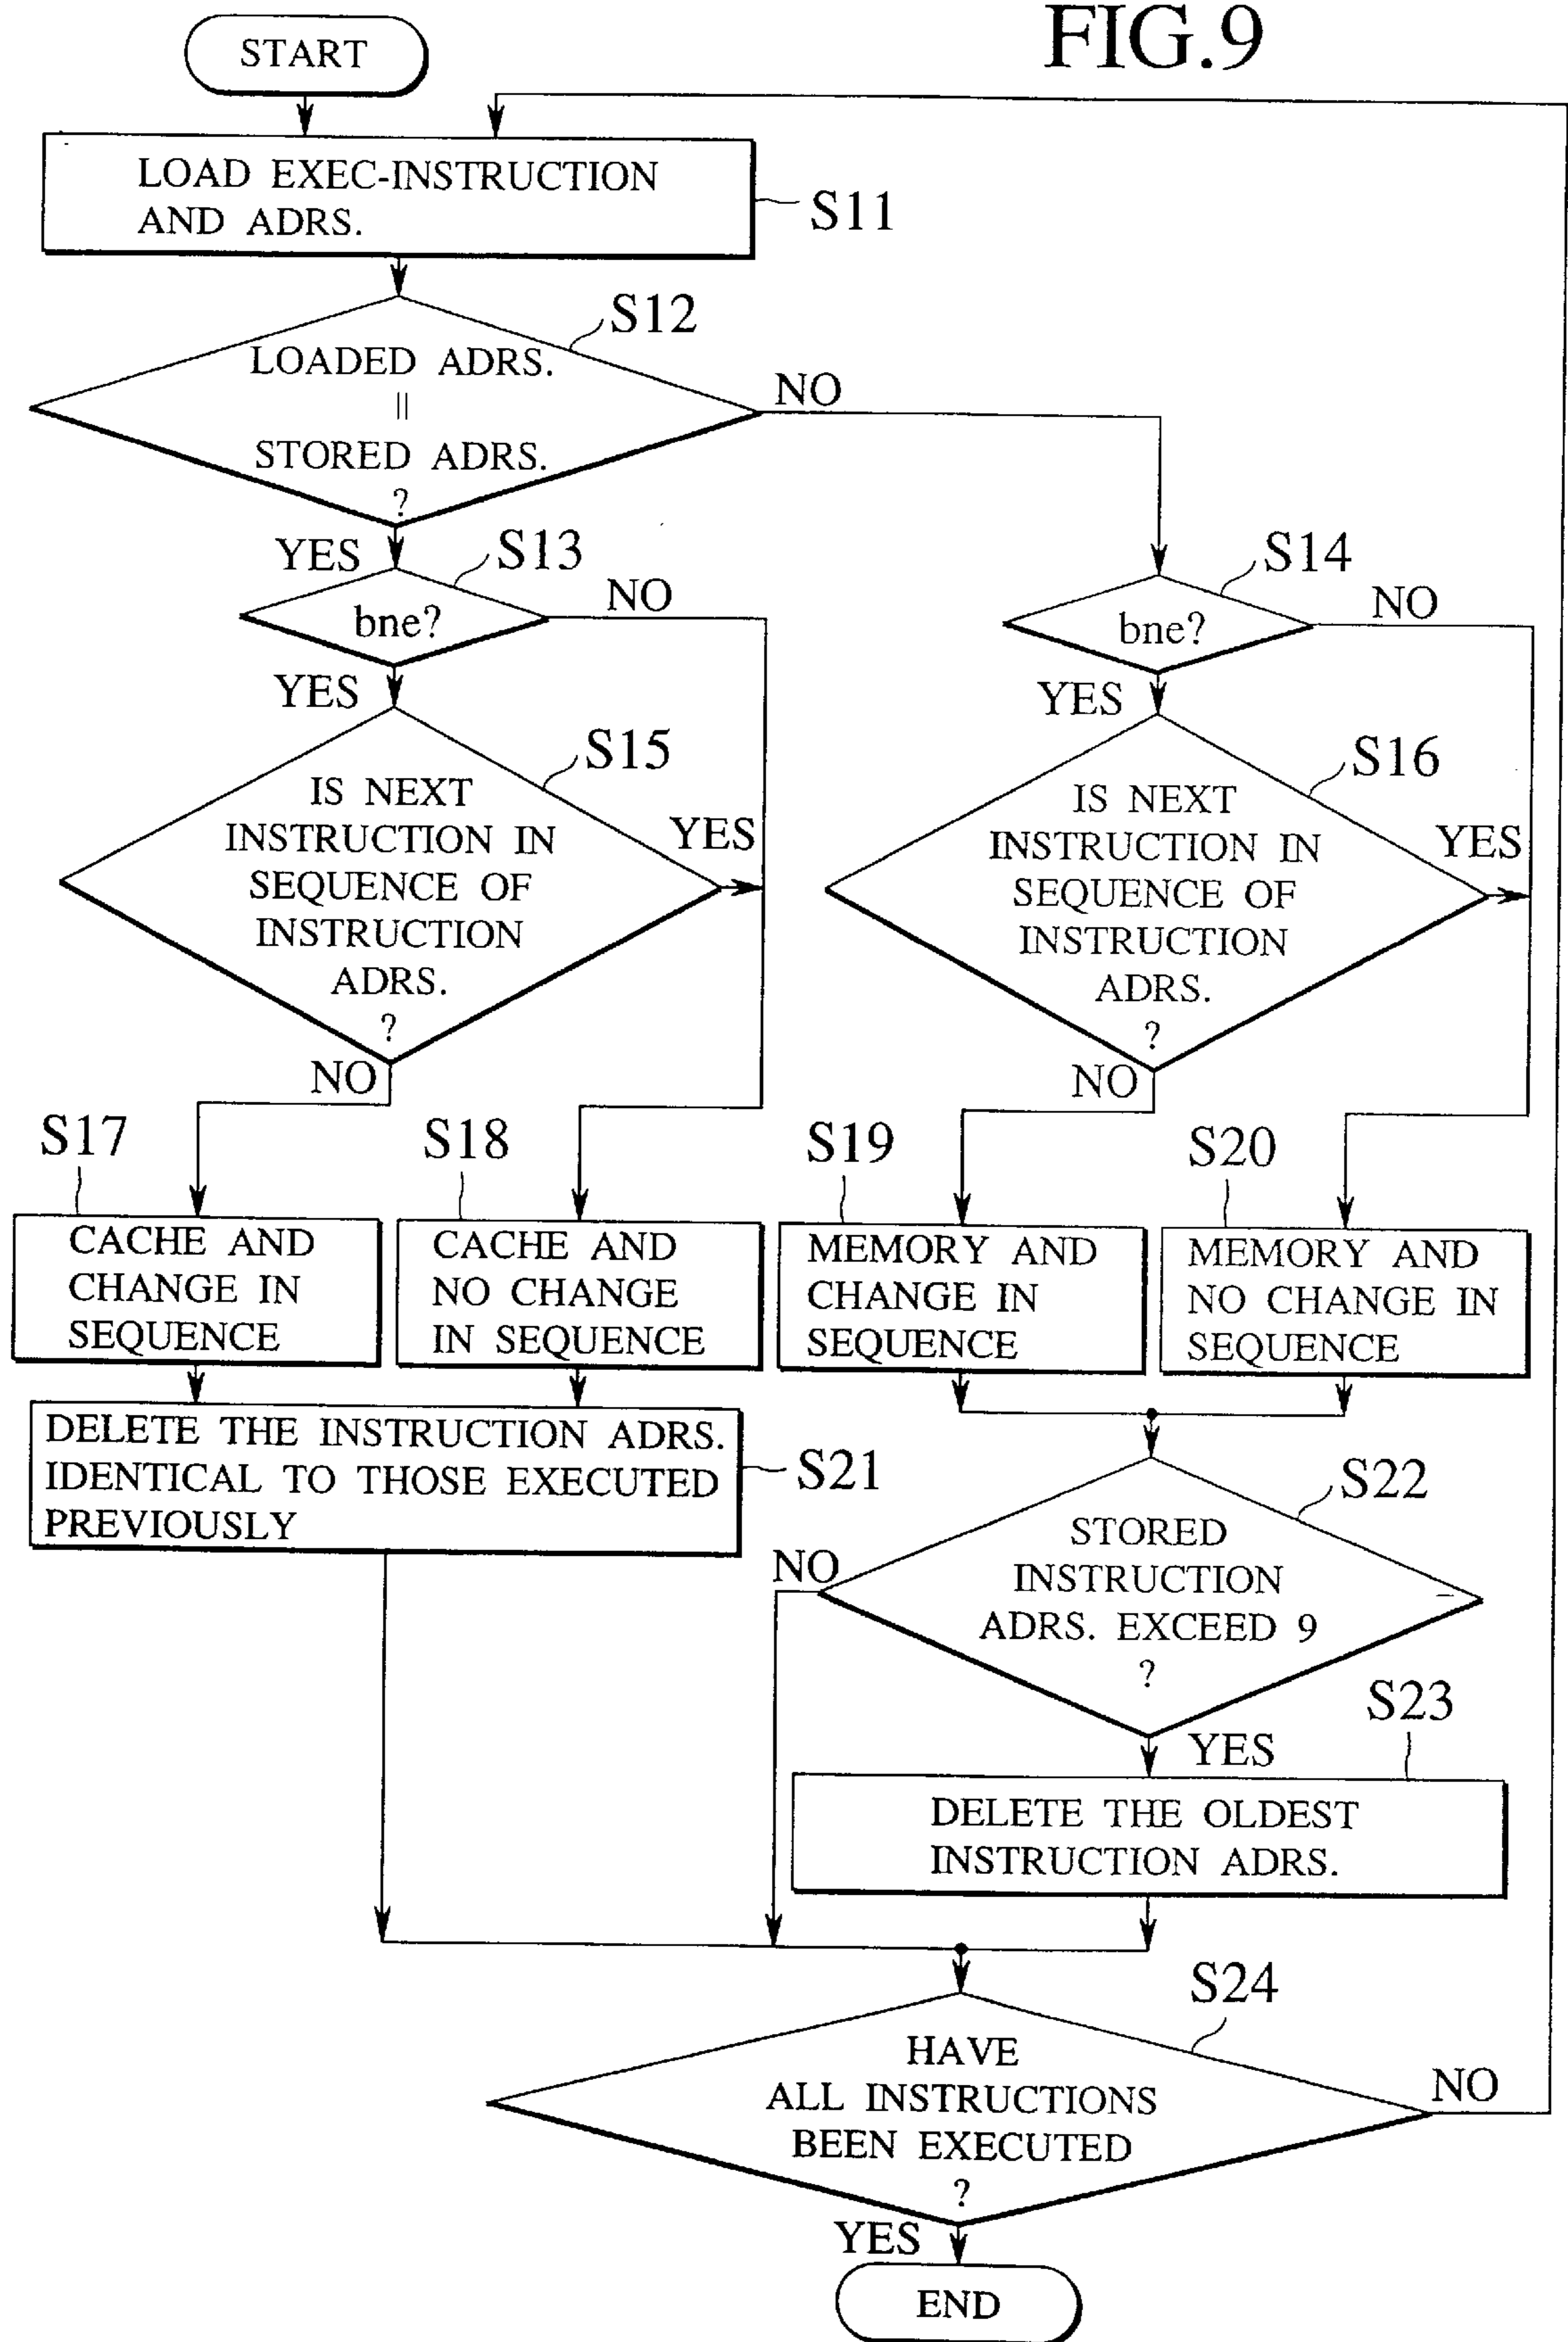 FIG.9
START
LOAD EXEC-INSTRUCTION
AND ADRS.
S11
S12
LOADED ADRS.
=
STORED ADRS.
?
NO
YES
S13
bne?
NO
YES
S14
bne?
NO
YES
S15
IS NEXT
INSTRUCTION IN
SEQUENCE OF
INSTRUCTION
ADRS.
?
YES
NO
S16
IS NEXT
INSTRUCTION IN
SEQUENCE OF
INSTRUCTION
ADRS.
?
YES
NO
S17
CACHE AND
CHANGE IN
SEQUENCE
S18
CACHE AND
NO CHANGE
IN SEQUENCE
S19
MEMORY AND
CHANGE IN
SEQUENCE
S20
MEMORY AND
NO CHANGE IN
SEQUENCE
DELETE THE INSTRUCTION ADRS.
IDENTICAL TO THOSE EXECUTED
PREVIOUSLY
S21
S22
STORED
INSTRUCTION
ADRS. EXCEED 9
?
NO
YES
S23
DELETE THE OLDEST
INSTRUCTION ADRS.
S24
HAVE
ALL INSTRUCTIONS
BEEN EXECUTED
?
NO
YES
END